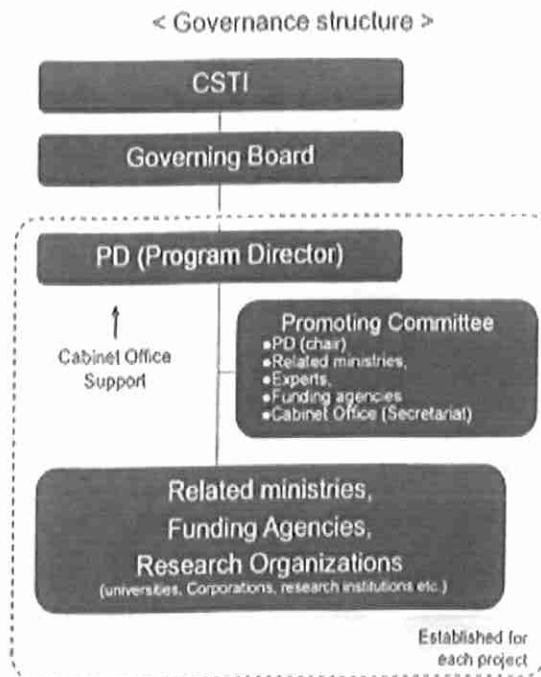 < Governance structure >
CSTI
Governing Board
PD (Program Director)
Cabinet Office
Support
Promoting Committee
●PD (chair)
●Related ministries,
●Experts,
●Funding agencies
●Cabinet Office (Secretariat)
Related ministries,
Funding Agencies,
Research Organizations
(universities, Corporations, research institutions etc.)
Established for
each project